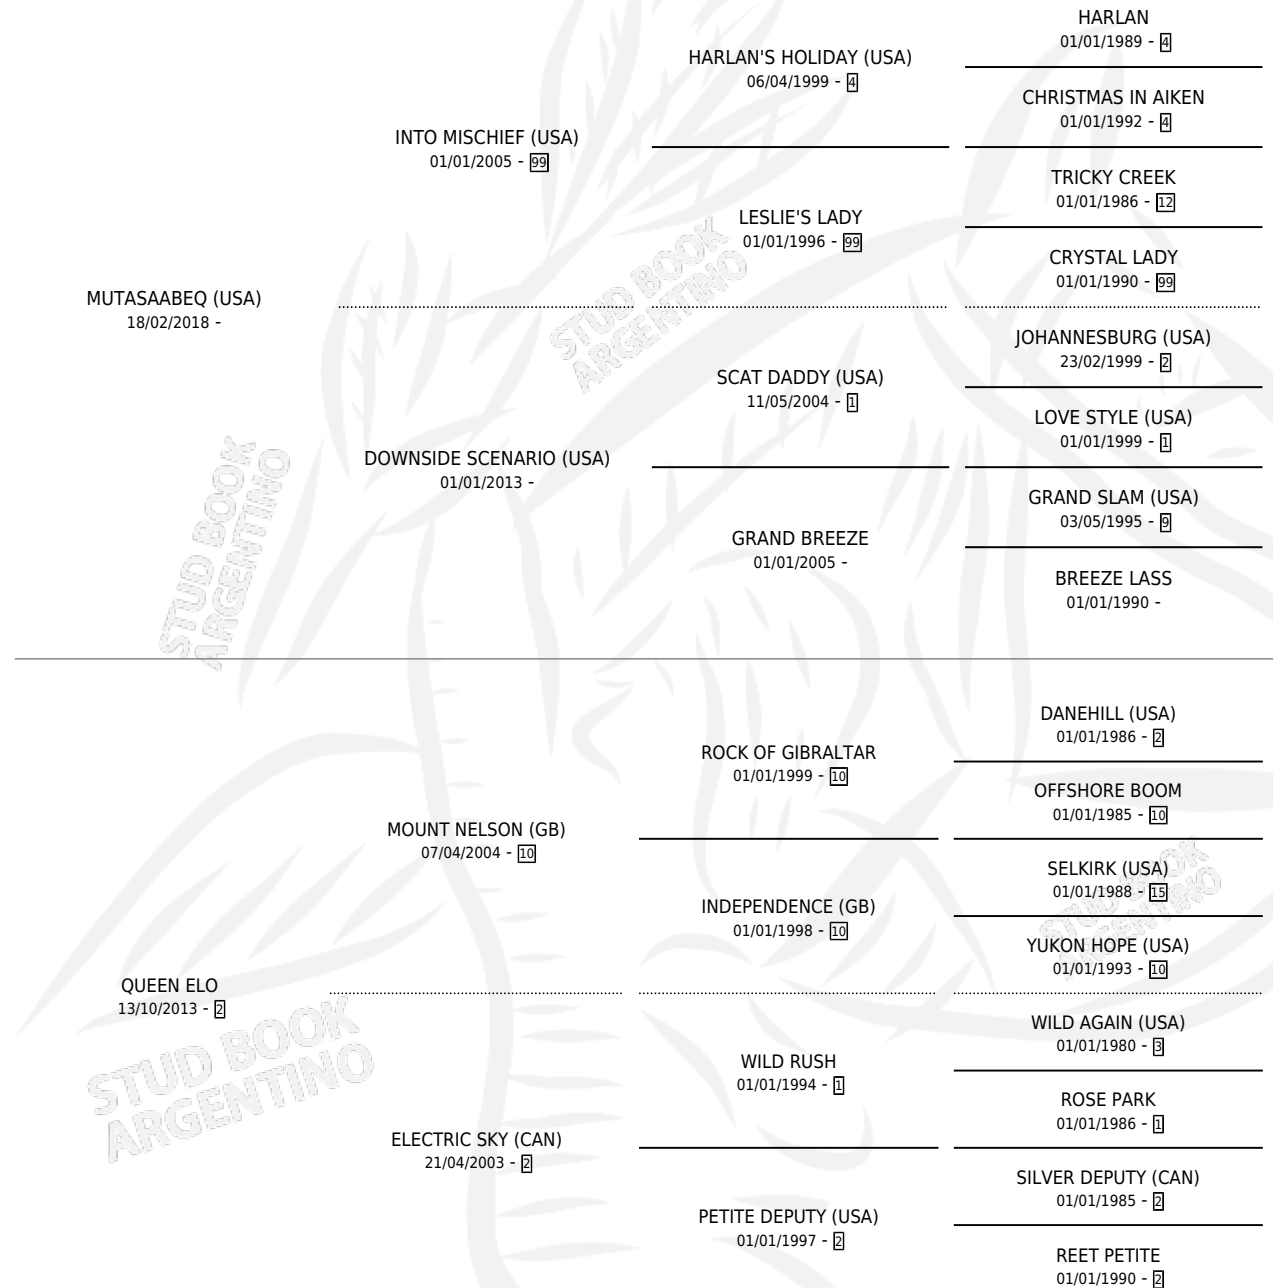 HARLAN
01/01/1989 - 4
HARLAN'S HOLIDAY (USA)
06/04/1999 - 4
CHRISTMAS IN AIKEN
01/01/1992 - 4
INTO MISCHIEF (USA)
01/01/2005 - 99
TRICKY CREEK
01/01/1986 - 12
LESLIE'S LADY
01/01/1996 - 99
CRYSTAL LADY
01/01/1990 - 99
MUTASAABEQ (USA)
18/02/2018 -
JOHANNESBURG (USA)
23/02/1999 - 2
SCAT DADDY (USA)
11/05/2004 - 1
LOVE STYLE (USA)
01/01/1999 - 1
DOWNSIDE SCENARIO (USA)
01/01/2013 -
GRAND SLAM (USA)
03/05/1995 - 9
GRAND BREEZE
01/01/2005 -
BREEZE LASS
01/01/1990 -
DANEHILL (USA)
01/01/1986 - 2
ROCK OF GIBRALTAR
01/01/1999 - 10
OFFSHORE BOOM
01/01/1985 - 10
MOUNT NELSON (GB)
07/04/2004 - 10
SELKIRK (USA)
01/01/1988 - 15
INDEPENDENCE (GB)
01/01/1998 - 10
YUKON HOPE (USA)
01/01/1993 - 10
QUEEN ELO
13/10/2013 - 2
WILD AGAIN (USA)
01/01/1980 - 3
WILD RUSH
01/01/1994 - 1
ROSE PARK
01/01/1986 - 1
ELECTRIC SKY (CAN)
21/04/2003 - 2
SILVER DEPUTY (CAN)
01/01/1985 - 2
PETITE DEPUTY (USA)
01/01/1997 - 2
REET PETITE
01/01/1990 - 2
STUD BOOK
ARGENTINO
STUD BOOK
ARGENTINO
STUD BOOK
ARGENTINO
STUD BOOK
ARGENTINO